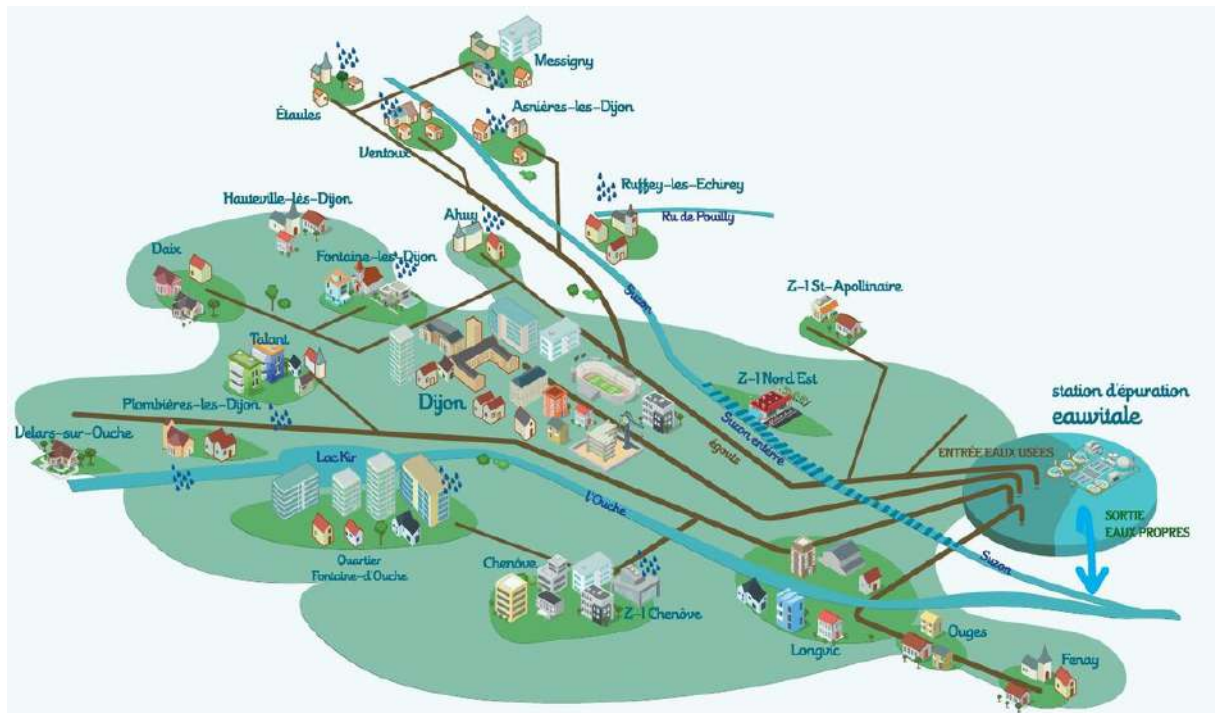 Messigny
Étaules
Asnières-les-Dijon
Ventoux
Ruffey-les-Echirey
Ru de Pouilly
Hauteville-lès-Dijon
Ahuy
Daix
Fontaine-les-Dijon
Suzon
Z-I St-Apollinaire
Talant
Z-I Nord Est
station d'épuration
eauvitale
Dijon
Plombières-les-Dijon
Velars-sur-Ouche
Suzon enterré
égouts
ENTRÉE EAUX USÉES
Lac Kir
l'Ouche
SORTIE
EAUX PROPRES
Quartier
Fontaine-d'Ouche
Chenôve
Suzon
Z-I Chenôve
Longvic
Ouges
Fenay